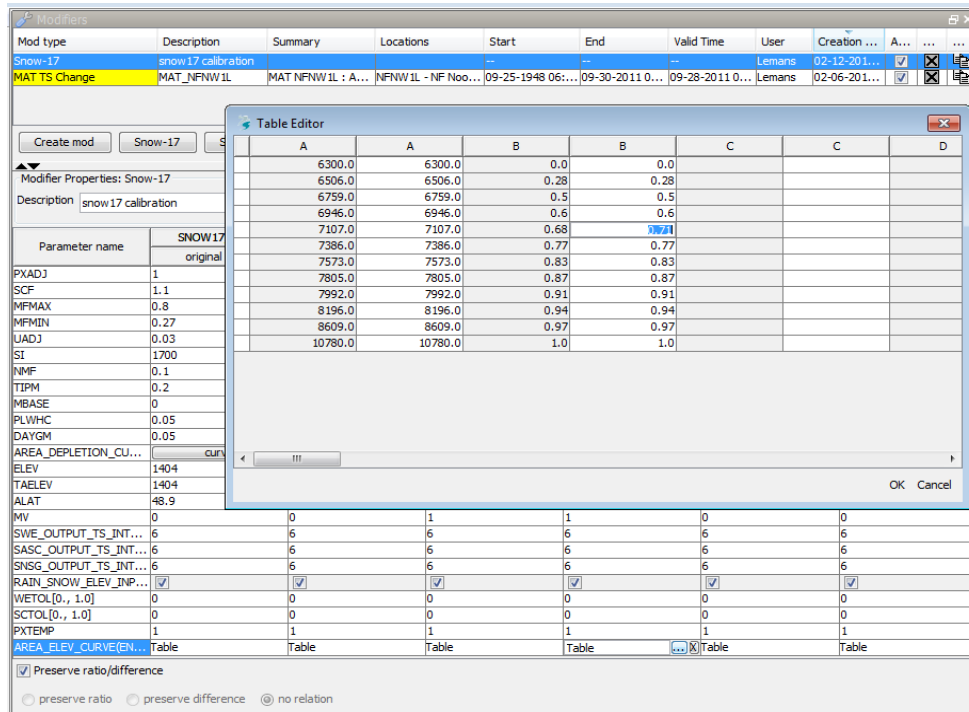 Modifiers
Mod type Description Summary Locations Start End Valid Time User Creation ... A... ... ...
Snow-17 snow17 calibration -- -- -- Lemans 02-12-201...
MAT TS Change MAT_NFNW1L MAT NFNW1L : A... NFNW1L - NF Noo... 09-25-1948 06:... 09-30-2011 0... 09-28-2011 0... Lemans 02-06-201...
Create mod Snow-17 S
Modifier Properties: Snow-17
Description snow17 calibration
Parameter name SNOW17
original
PXADJ 1
SCF 1.1
MFMAX 0.8
MFMIN 0.27
UADJ 0.03
SI 1700
NMF 0.1
TIPM 0.2
MBASE 0
PLWHC 0.05
DAYGM 0.05
AREA_DEPLETION_CU... curv
ELEV 1404
TAELEV 1404
ALAT 48.9
MV 0 0 1 1 0 0
SWE_OUTPUT_TS_INT... 6 6 6 6 6 6
SASC_OUTPUT_TS_INT... 6 6 6 6 6 6
SNSG_OUTPUT_TS_INT... 6 6 6 6 6 6
RAIN_SNOW_ELEV_INP...
WETOL[0., 1.0] 0 0 0 0 0 0
SCTOL[0., 1.0] 0 0 0 0 0 0
PXTEMP 1 1 1 1 1 1
AREA_ELEV_CURVE(EN... Table Table Table Table ... X Table Table
Preserve ratio/difference
preserve ratio preserve difference no relation
Table Editor
A A B B C C D
6300.0 6300.0 0.0 0.0
6506.0 6506.0 0.28 0.28
6759.0 6759.0 0.5 0.5
6946.0 6946.0 0.6 0.6
7107.0 7107.0 0.68 0.71
7386.0 7386.0 0.77 0.77
7573.0 7573.0 0.83 0.83
7805.0 7805.0 0.87 0.87
7992.0 7992.0 0.91 0.91
8196.0 8196.0 0.94 0.94
8609.0 8609.0 0.97 0.97
10780.0 10780.0 1.0 1.0
OK Cancel